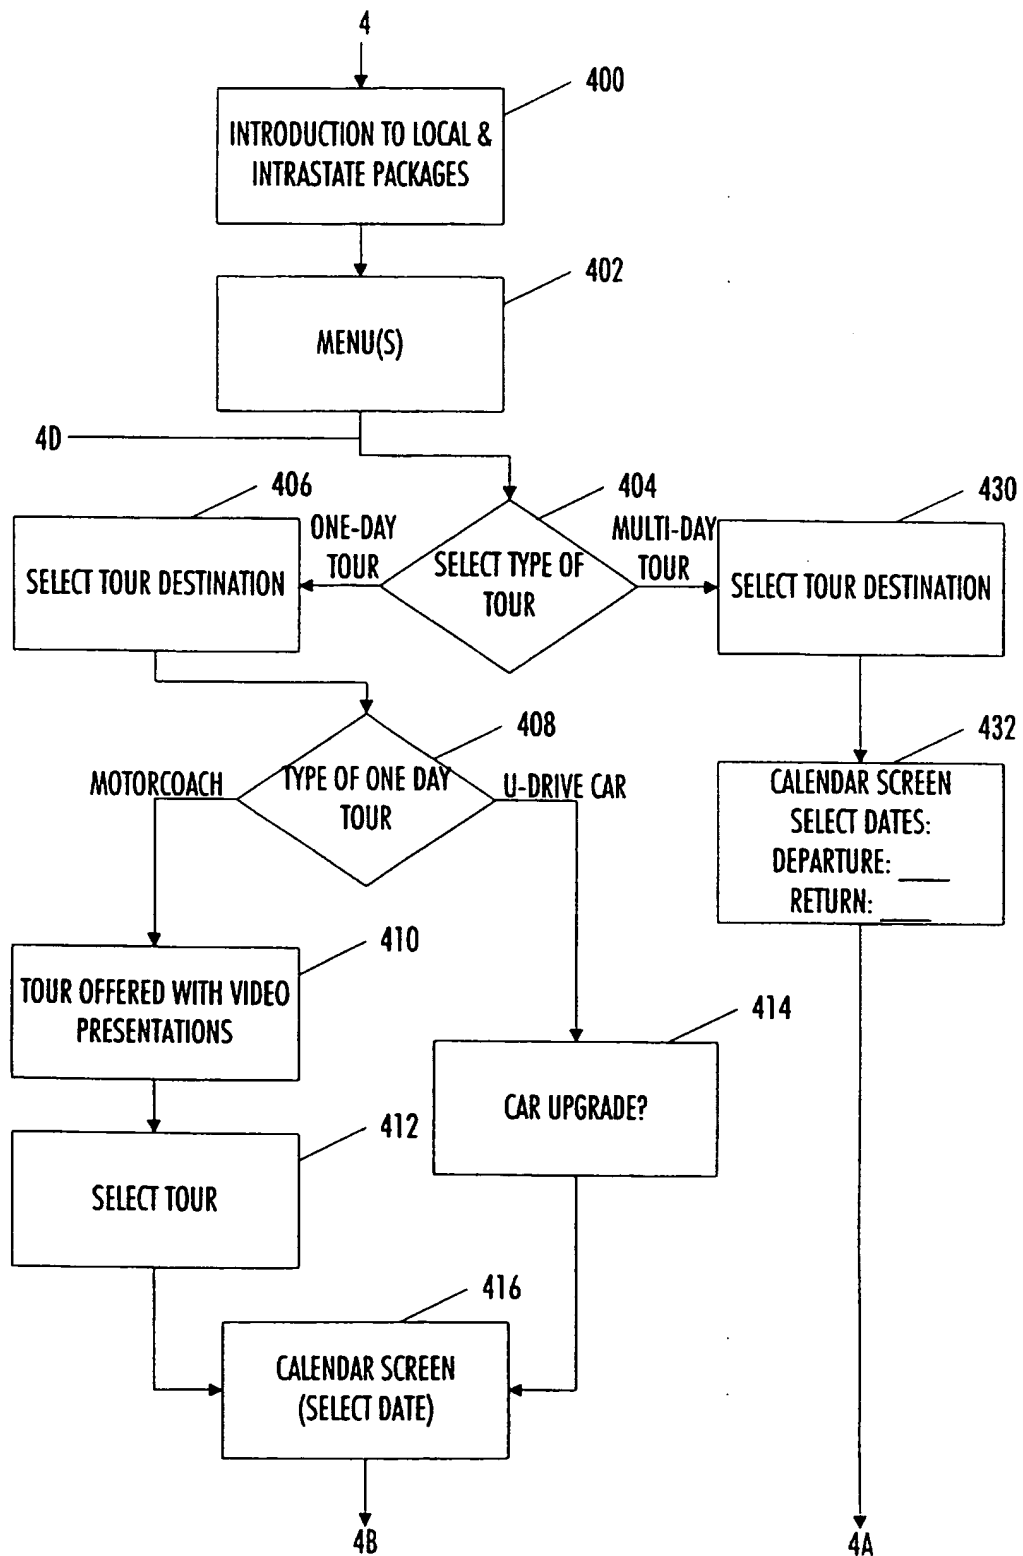 4
400
INTRODUCTION TO LOCAL &
INTRASTATE PACKAGES
402
MENU(S)
4D
406
404
430
ONE-DAY
TOUR
MULTI-DAY
TOUR
SELECT TOUR DESTINATION
SELECT TYPE OF
TOUR
SELECT TOUR DESTINATION
408
432
MOTORCOACH
TYPE OF ONE DAY
TOUR
U-DRIVE CAR
CALENDAR SCREEN
SELECT DATES:
DEPARTURE: ____
RETURN: ____
410
TOUR OFFERED WITH VIDEO
PRESENTATIONS
414
CAR UPGRADE?
412
SELECT TOUR
416
CALENDAR SCREEN
(SELECT DATE)
4B
4A